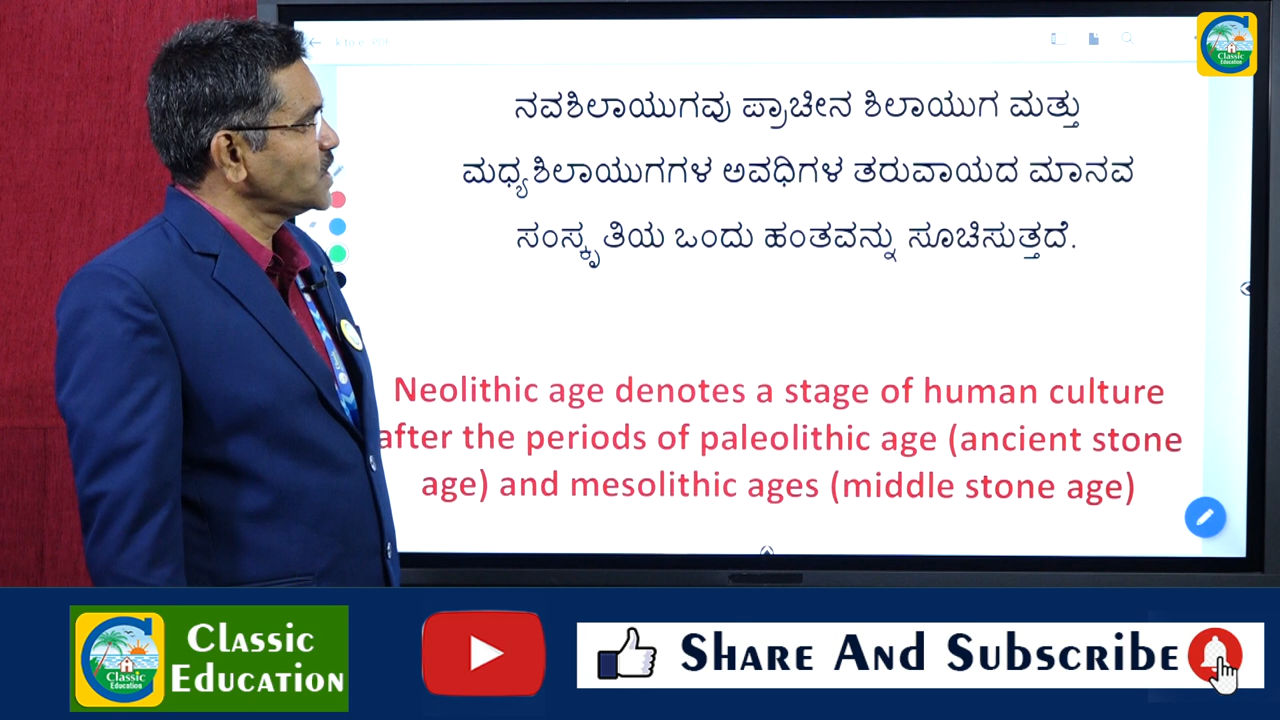 Classic
Education
ನವಶಿಲಾಯುಗವು ಪ್ರಾಚೀನ ಶಿಲಾಯುಗ ಮತ್ತು
ಮಧ್ಯಶಿಲಾಯುಗಗಳ ಅವಧಿಗಳ ತರುವಾಯದ ಮಾನವ
ಸಂಸ್ಕೃತಿಯ ಒಂದು ಹಂತವನ್ನು ಸೂಚಿಸುತ್ತದೆ.
Neolithic age denotes a stage of human culture
after the periods of paleolithic age (ancient stone
age) and mesolithic ages (middle stone age)
Classic
Education
Classic
Education
Share And Subscribe